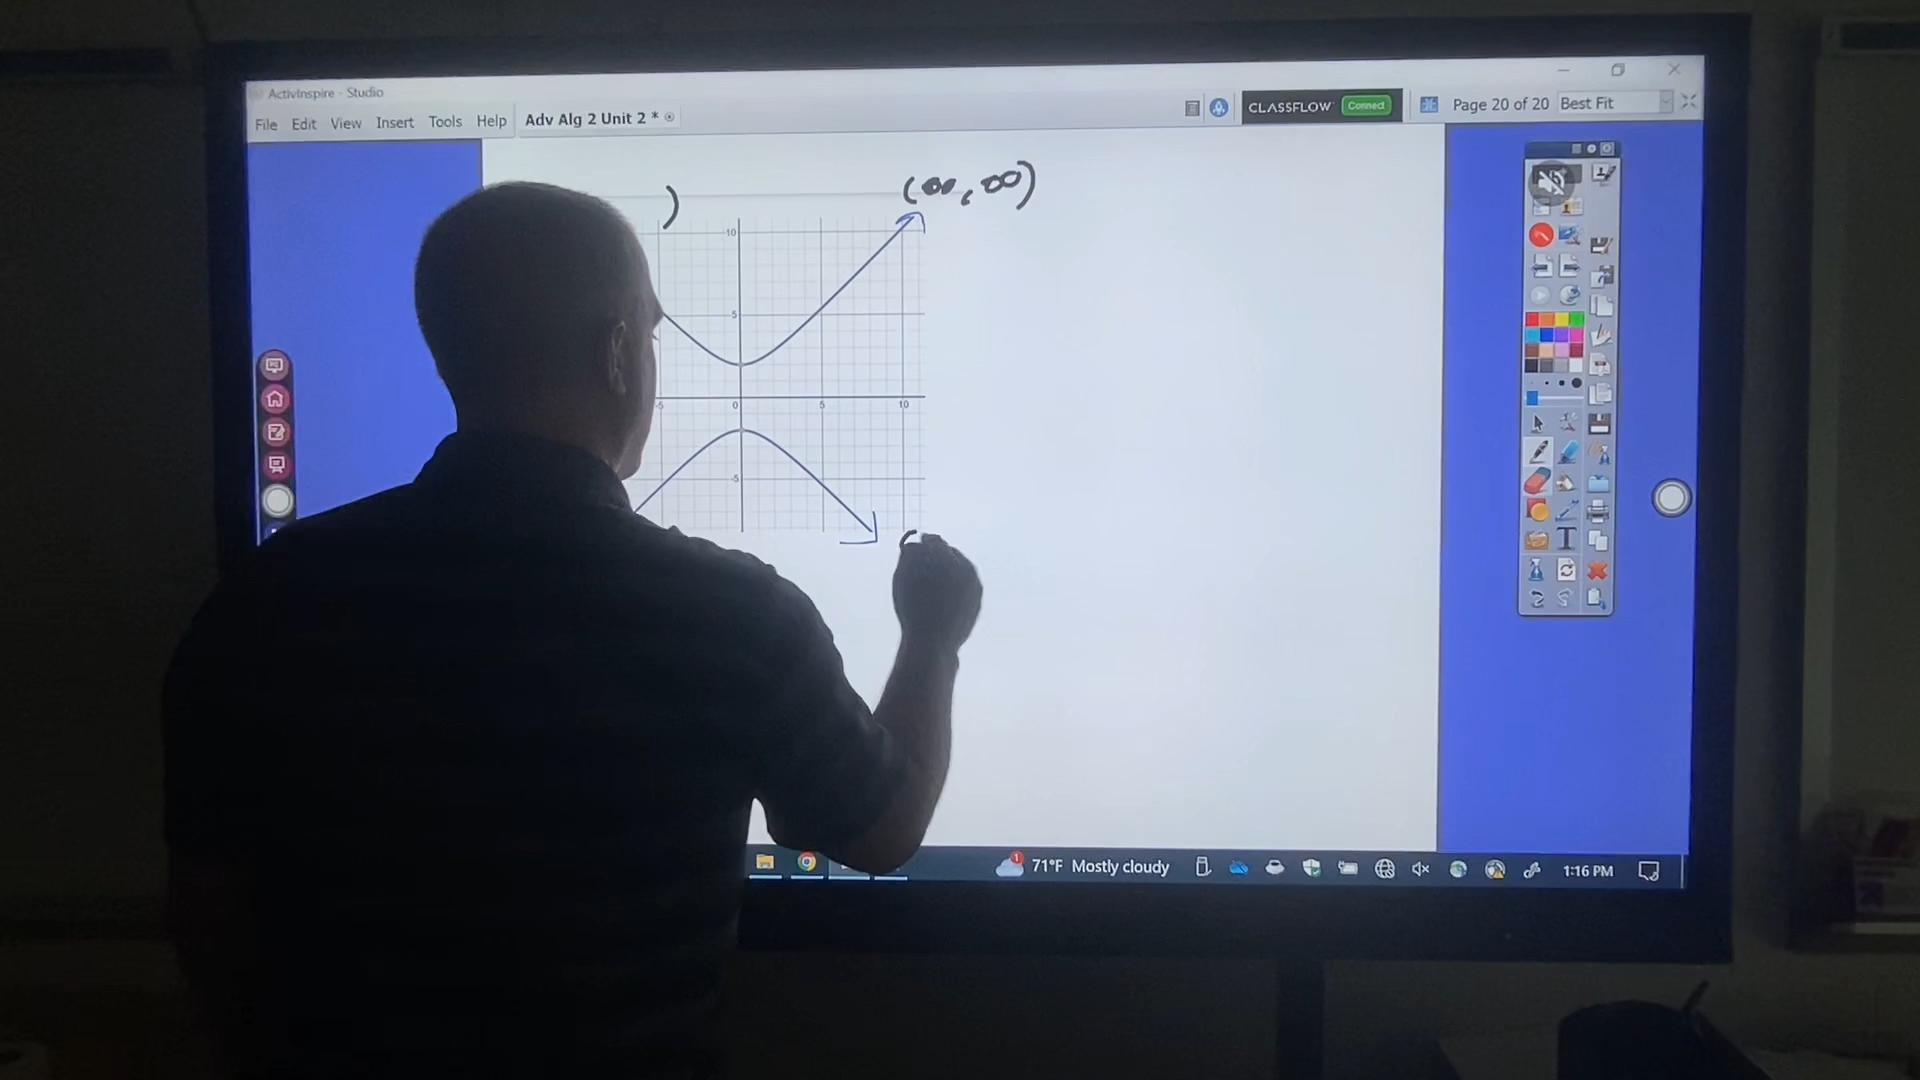 ActivInspire - Studio
File Edit View Insert Tools Help Adv Alg 2 Unit 2 *
CLASSFLOW Connect Page 20 of 20 Best Fit
) (∞, ∞)
10
5
-5 0 5 10
-5
(
T
1
71°F Mostly cloudy 1:16 PM